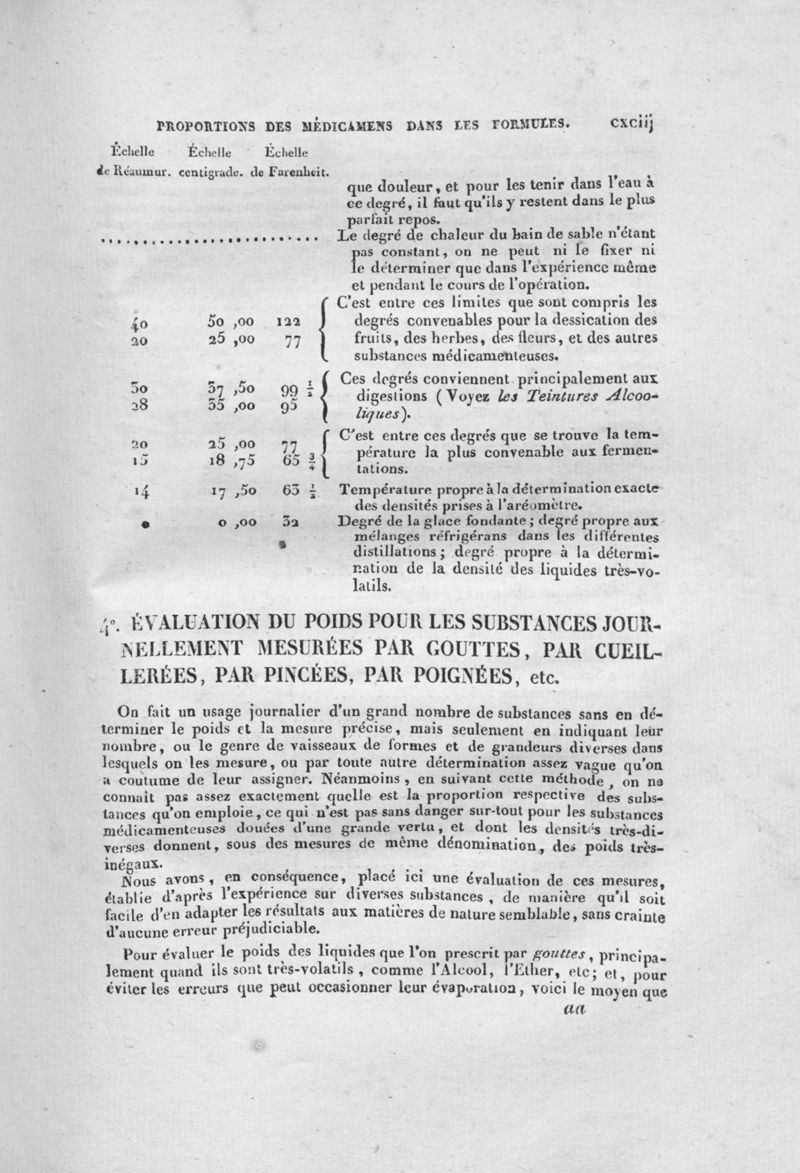 PROPORTIONS DES MÉDICAMENS DANS LES FORMULES. cxciij
Échelle Échelle Échelle
de Réaumur. centigrade. de Farenheit.
que douleur, et pour les tenir dans l'eau à
ce degré, il faut qu'ils y restent dans le plus
parfait repos.
............................ Le degré de chaleur du bain de sable n'étant
pas constant, on ne peut ni le fixer ni
le déterminer que dans l'expérience même
et pendant le cours de l'opération.
C'est entre ces limites que sont compris les
40 50 ,00 122 degrés convenables pour la dessication des
20 25 ,00 77 fruits, des herbes, des fleurs, et des autres
substances médicamenteuses.
30 37 ,50 99 1/2 Ces degrés conviennent principalement aux
28 35 ,00 95 digestions (Voyez les Teintures Alcoo-
liques).
20 25 ,00 77 C'est entre ces degrés que se trouve la tem-
15 18 ,75 65 3/4 pérature la plus convenable aux fermen-
tations.
14 17 ,50 63 1/2 Température propre à la détermination exacte
des densités prises à l'aréomètre.
• 0 ,00 32 Degré de la glace fondante ; degré propre aux
mélanges réfrigérans dans les différentes
distillations ; degré propre à la détermi-
nation de la densité des liquides très-vo-
latils.
4°. ÉVALUATION DU POIDS POUR LES SUBSTANCES JOUR-
NELLEMENT MESURÉES PAR GOUTTES, PAR CUEIL-
LERÉES, PAR PINCÉES, PAR POIGNÉES, etc.
On fait un usage journalier d'un grand nombre de substances sans en dé-
terminer le poids et la mesure précise, mais seulement en indiquant leur
nombre, ou le genre de vaisseaux de formes et de grandeurs diverses dans
lesquels on les mesure, ou par toute autre détermination assez vague qu'on
a coutume de leur assigner. Néanmoins, en suivant cette méthode, on ne
connaît pas assez exactement quelle est la proportion respective des subs-
tances qu'on emploie, ce qui n'est pas sans danger sur-tout pour les substances
médicamenteuses douées d'une grande vertu, et dont les densités très-di-
verses donnent, sous des mesures de même dénomination, des poids très-
inégaux.
Nous avons, en conséquence, placé ici une évaluation de ces mesures,
établie d'après l'expérience sur diverses substances, de manière qu'il soit
facile d'en adapter les résultats aux matières de nature semblable, sans crainte
d'aucune erreur préjudiciable.
Pour évaluer le poids des liquides que l'on prescrit par gouttes, principa-
lement quand ils sont très-volatils, comme l'Alcool, l'Ether, etc; et, pour
éviter les erreurs que peut occasionner leur évaporation, voici le moyen que
aa